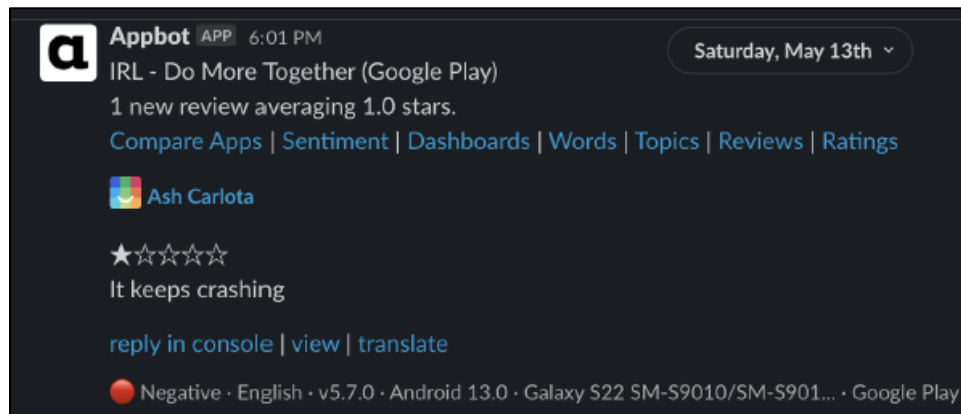 a
Appbot APP 6:01 PM
Saturday, May 13th
IRL - Do More Together (Google Play)
1 new review averaging 1.0 stars.
Compare Apps | Sentiment | Dashboards | Words | Topics | Reviews | Ratings
Ash Carlota
★☆☆☆☆
It keeps crashing
reply in console | view | translate
Negative · English · v5.7.0 · Android 13.0 · Galaxy S22 SM-S9010/SM-S901... · Google Play